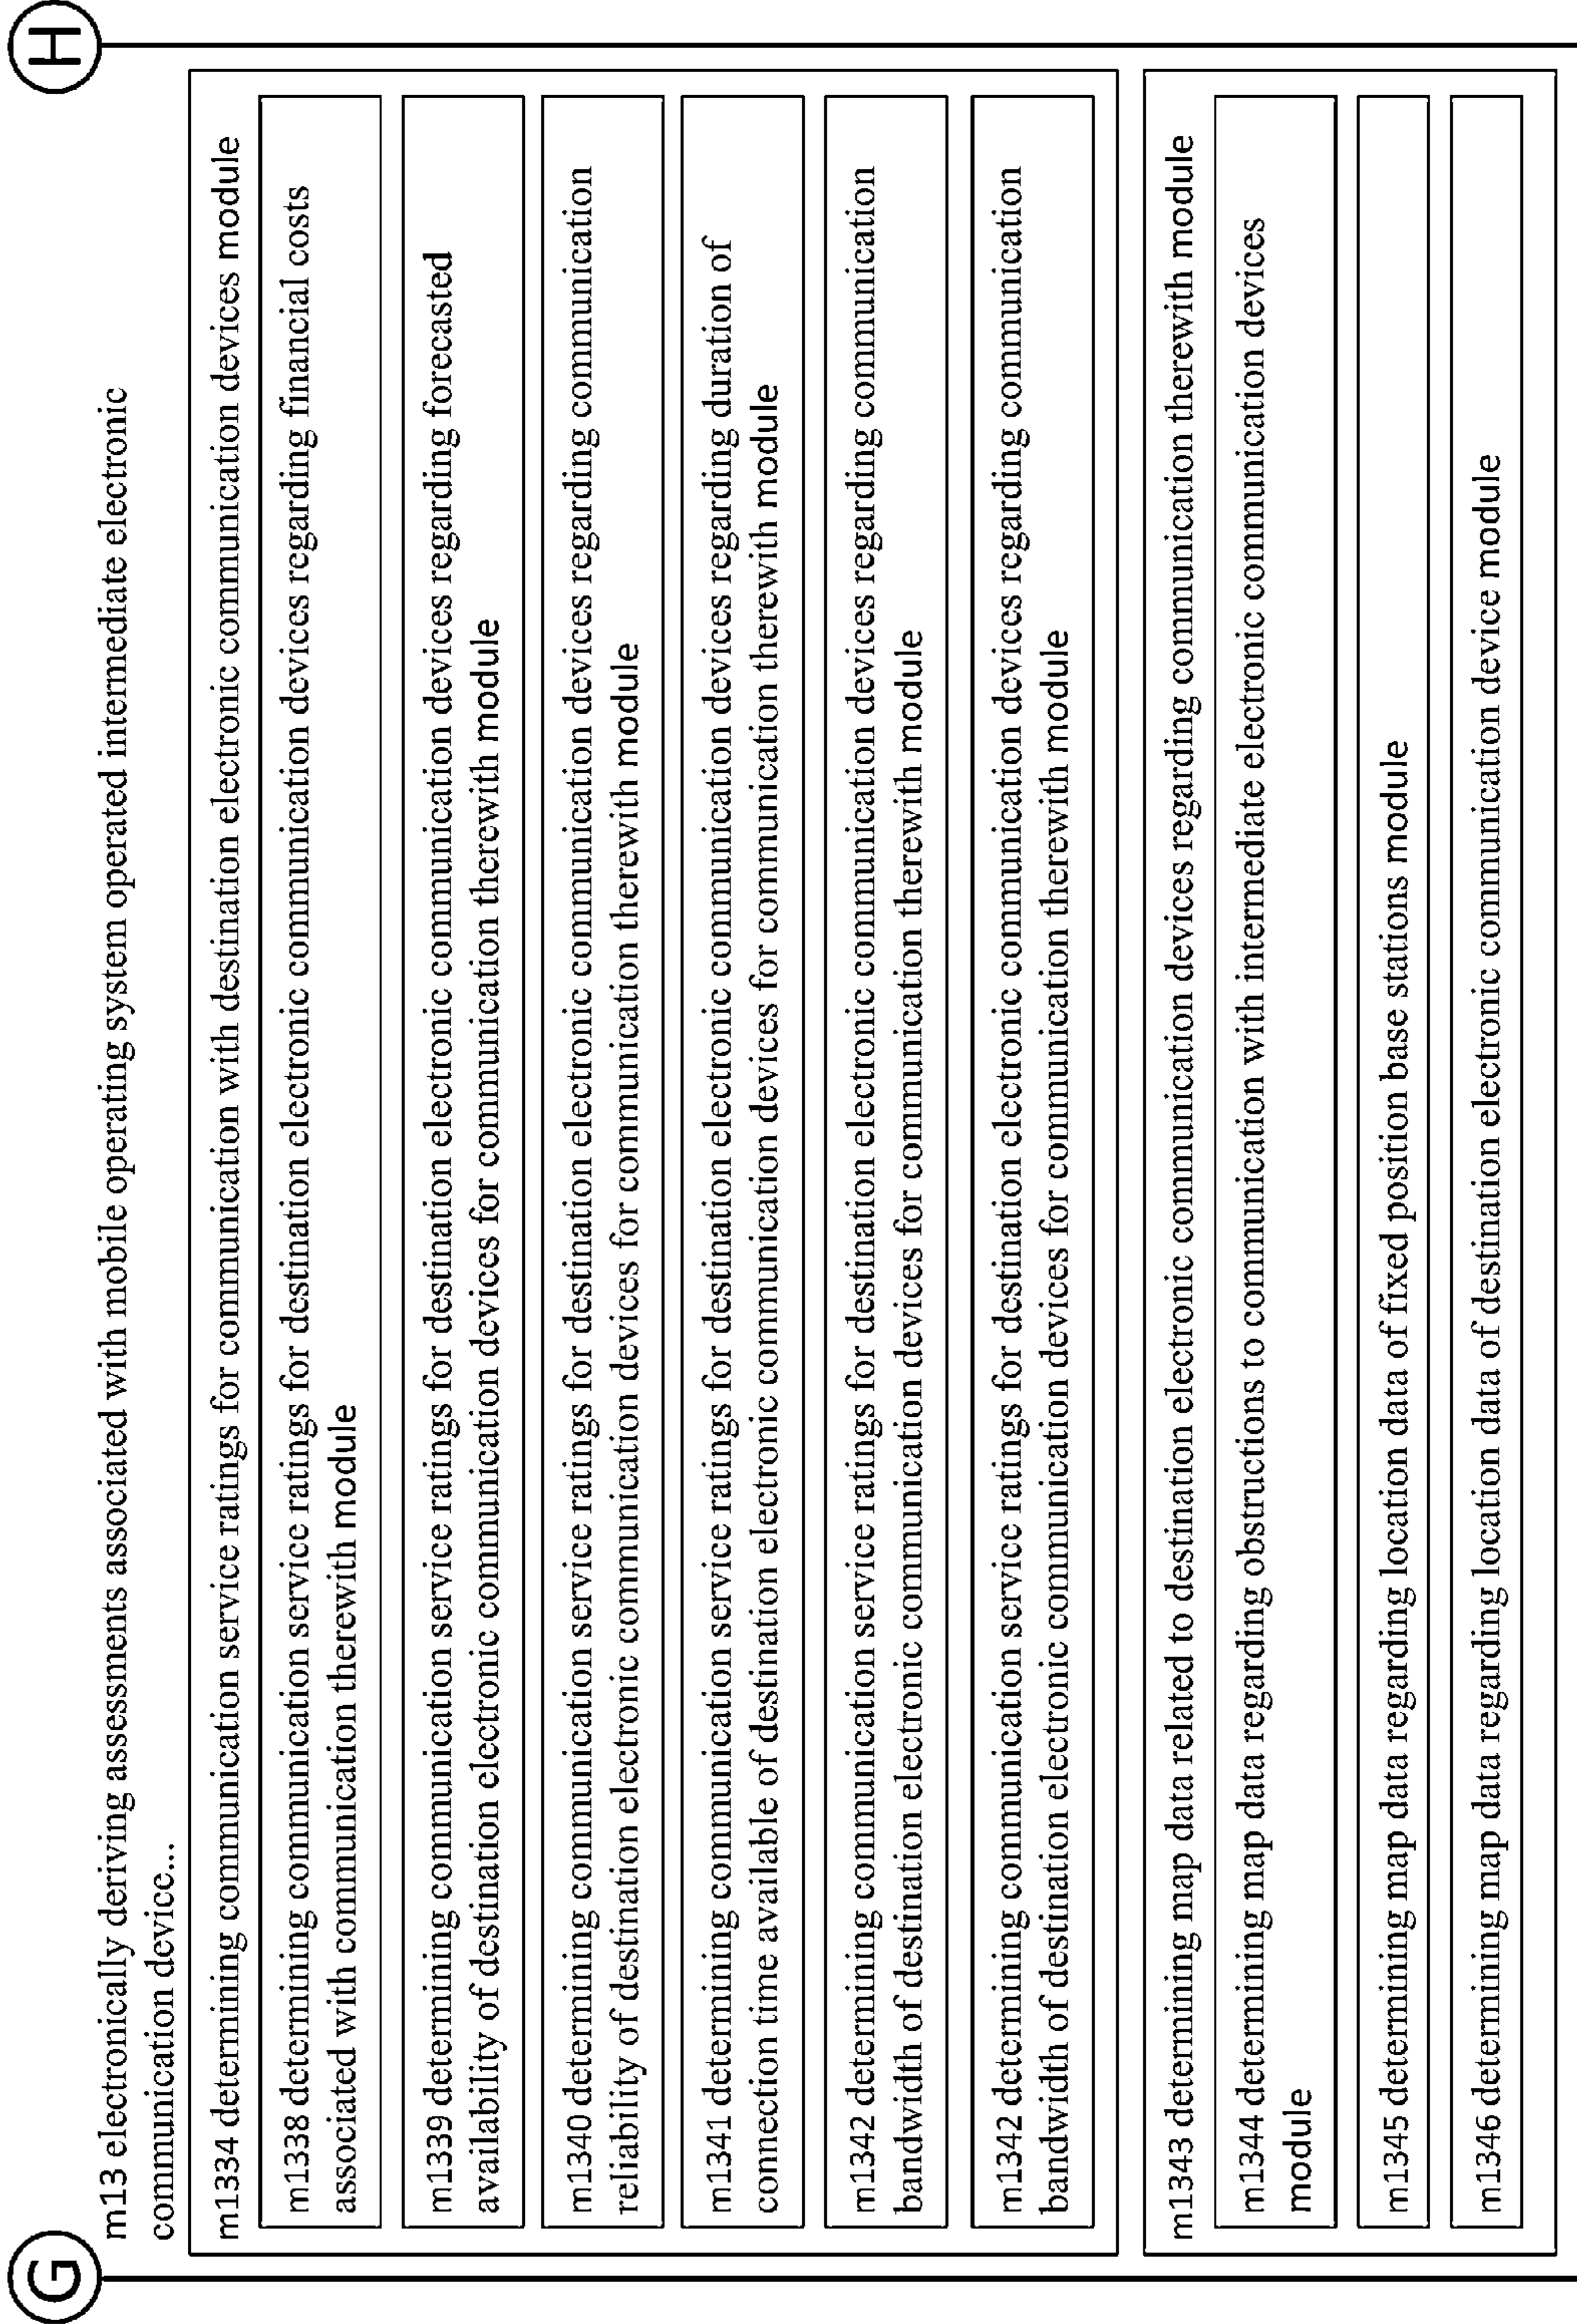 G
H
m13 electronically deriving assessments associated with mobile operating system operated intermediate electronic
communication device...
m1334 determining communication service ratings for communication with destination electronic communication devices module
m1338 determining communication service ratings for destination electronic communication devices regarding financial costs
associated with communication therewith module
m1339 determining communication service ratings for destination electronic communication devices regarding forecasted
availability of destination electronic communication devices for communication therewith module
m1340 determining communication service ratings for destination electronic communication devices regarding communication
reliability of destination electronic communication devices for communication therewith module
m1341 determining communication service ratings for destination electronic communication devices regarding duration of
connection time available of destination electronic communication devices for communication therewith module
m1342 determining communication service ratings for destination electronic communication devices regarding communication
bandwidth of destination electronic communication devices for communication therewith module
m1342 determining communication service ratings for destination electronic communication devices regarding communication
bandwidth of destination electronic communication devices for communication therewith module
m1343 determining map data related to destination electronic communication devices regarding communication therewith module
m1344 determining map data regarding obstructions to communication with intermediate electronic communication devices
module
m1345 determining map data regarding location data of fixed position base stations module
m1346 determining map data regarding location data of destination electronic communication device module